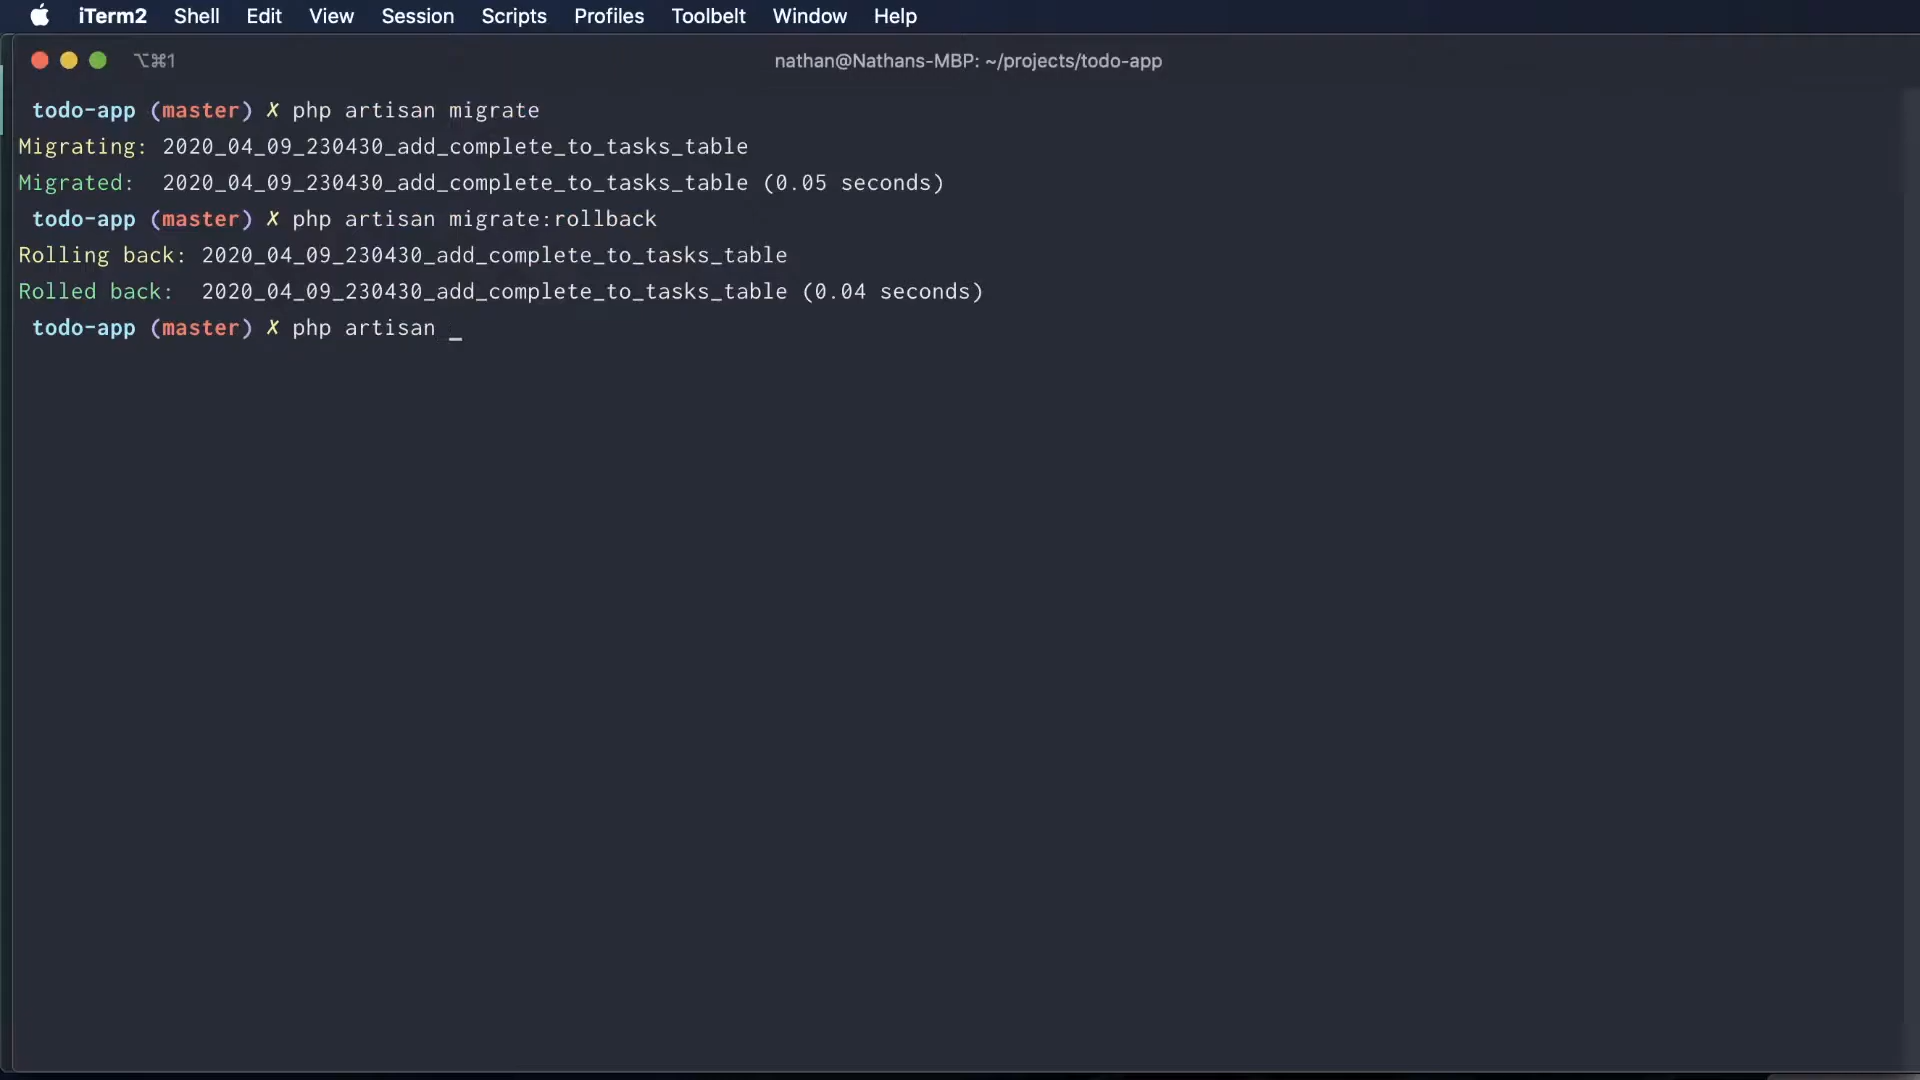 iTerm2 Shell Edit View Session Scripts Profiles Toolbelt Window Help
⌥⌘1 nathan@Nathans-MBP: ~/projects/todo-app
todo-app (master) ✗ php artisan migrate
Migrating: 2020_04_09_230430_add_complete_to_tasks_table
Migrated:  2020_04_09_230430_add_complete_to_tasks_table (0.05 seconds)
todo-app (master) ✗ php artisan migrate:rollback
Rolling back: 2020_04_09_230430_add_complete_to_tasks_table
Rolled back:  2020_04_09_230430_add_complete_to_tasks_table (0.04 seconds)
todo-app (master) ✗ php artisan _